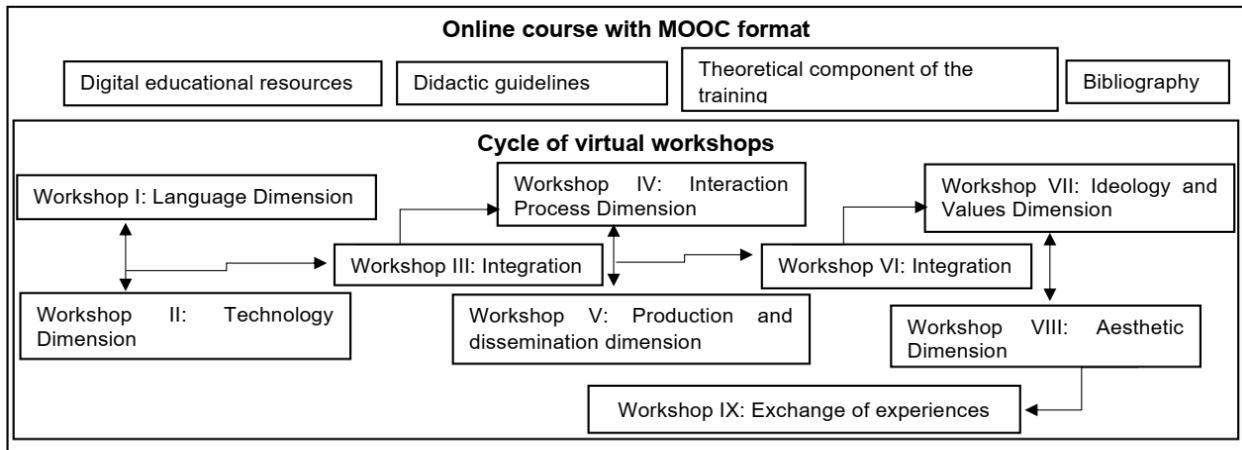 Online course with MOOC format
Digital educational resources
Didactic guidelines
Theoretical component of the
training
Bibliography
Cycle of virtual workshops
Workshop I: Language Dimension
Workshop IV: Interaction
Process Dimension
Workshop VII: Ideology and
Values Dimension
Workshop III: Integration
Workshop VI: Integration
Workshop II: Technology
Dimension
Workshop V: Production and
dissemination dimension
Workshop VIII: Aesthetic
Dimension
Workshop IX: Exchange of experiences